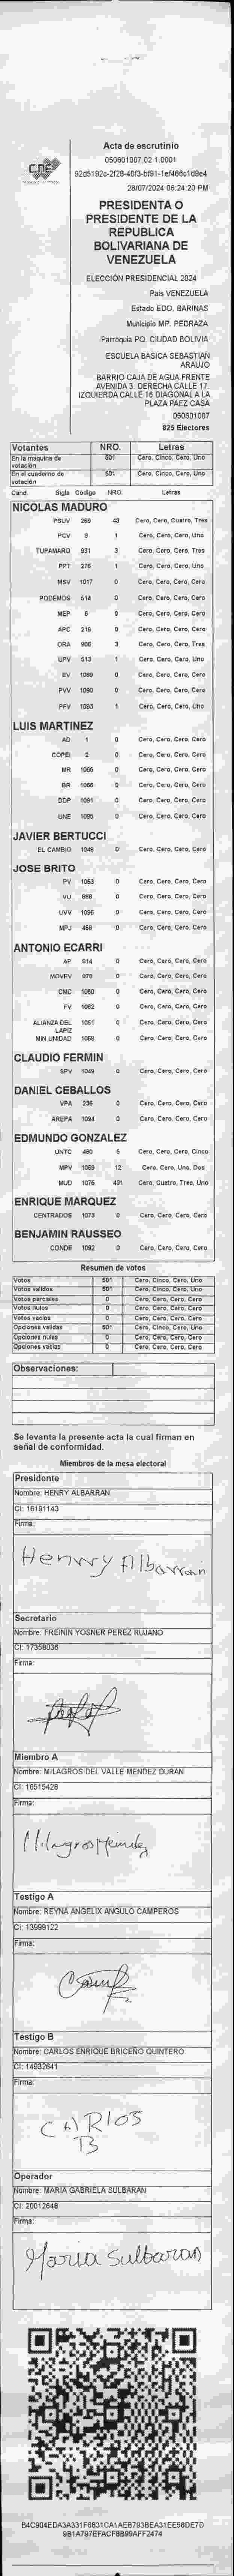 CNE
Acta de escrutinio
050601007.02.1.0001
28/07/2024 06:24:20 PM
PRESIDENTA O
PRESIDENTE DE LA
REPUBLICA
BOLIVARIANA DE
VENEZUELA
ELECCIÓN PRESIDENCIAL 2024
País VENEZUELA
Estado EDO. BARINAS
Municipio MP. PEDRAZA
Parroquia PQ. CIUDAD BOLIVIA
ESCUELA BASICA SEBASTIAN
ARAUJO
BARRIO CAJA DE AGUA FRENTE
AVENIDA 3. DERECHA CALLE 17.
IZQUIERDA CALLE 16 DIAGONAL A LA
PLAZA PAEZ CASA
050601007
825 Electores
Votantes NRO. Letras
En la máquina de votación 501 Cero, Cinco, Cero, Uno
En el cuaderno de votación 501 Cero, Cinco, Cero, Uno
Cand. Sigla Código NRO. Letras
NICOLAS MADURO
PSUV 269 43 Cero, Cero, Cuatro, Tres
PCV 8 1 Cero, Cero, Cero, Uno
TUPAMARO 931 3 Cero, Cero, Cero, Tres
PPT 276 1 Cero, Cero, Cero, Uno
MSV 1017 0 Cero, Cero, Cero, Cero
PODEMOS 514 0 Cero, Cero, Cero, Cero
MEP 6 0 Cero, Cero, Cero, Cero
APC 216 0 Cero, Cero, Cero, Cero
ORA 906 3 Cero, Cero, Cero, Tres
UPV 613 1 Cero, Cero, Cero, Uno
EV 1089 0 Cero, Cero, Cero, Cero
PVV 1090 0 Cero, Cero, Cero, Cero
PFV 1093 1 Cero, Cero, Cero, Uno
LUIS MARTINEZ
AD 1 0 Cero, Cero, Cero, Cero
COPEI 2 0 Cero, Cero, Cero, Cero
MR 1065 0 Cero, Cero, Cero, Cero
BR 1066 0 Cero, Cero, Cero, Cero
DDP 1091 0 Cero, Cero, Cero, Cero
UNE 1095 0 Cero, Cero, Cero, Cero
JAVIER BERTUCCI
EL CAMBIO 1049 0 Cero, Cero, Cero, Cero
JOSE BRITO
PV 1053 0 Cero, Cero, Cero, Cero
VU 868 0 Cero, Cero, Cero, Cero
UVV 1096 0 Cero, Cero, Cero, Cero
MPJ 458 0 Cero, Cero, Cero, Cero
ANTONIO ECARRI
AP 814 0 Cero, Cero, Cero, Cero
MOVEV 879 0 Cero, Cero, Cero, Cero
CMC 1050 0 Cero, Cero, Cero, Cero
FV 1062 0 Cero, Cero, Cero, Cero
ALIANZA DEL LAPIZ 1051 0 Cero, Cero, Cero, Cero
MIN UNIDAD 1058 0 Cero, Cero, Cero, Cero
CLAUDIO FERMIN
SPV 1049 0 Cero, Cero, Cero, Cero
DANIEL CEBALLOS
VPA 236 0 Cero, Cero, Cero, Cero
AREPA 1094 0 Cero, Cero, Cero, Cero
EDMUNDO GONZALEZ
UNTC 480 5 Cero, Cero, Cero, Cinco
MPV 1069 12 Cero, Cero, Uno, Dos
MUD 1076 431 Cero, Cuatro, Tres, Uno
ENRIQUE MARQUEZ
CENTRADOS 1073 0 Cero, Cero, Cero, Cero
BENJAMIN RAUSSEO
CONDE 1092 0 Cero, Cero, Cero, Cero
Resumen de votos
Votos 501 Cero, Cinco, Cero, Uno
Votos validos 501 Cero, Cinco, Cero, Uno
Votos parciales 0 Cero, Cero, Cero, Cero
Votos nulos 0 Cero, Cero, Cero, Cero
Votos vacios 0 Cero, Cero, Cero, Cero
Opciones validas 501 Cero, Cinco, Cero, Uno
Opciones nulas 0 Cero, Cero, Cero, Cero
Opciones vacias 0 Cero, Cero, Cero, Cero
Observaciones:
Se levanta la presente acta la cual firman en
señal de conformidad.
Miembros de la mesa electoral
Presidente
Nombre: HENRY ALBARRAN
CI: 16191143
Firma:
Henrry Albarran
Secretario
Nombre: FREININ YOSNER PEREZ RUJANO
CI: 17358036
Firma:
Miembro A
Nombre: MILAGROS DEL VALLE MENDEZ DURAN
CI: 16515428
Firma:
Milagros Mendez
Testigo A
Nombre: REYNA ANGELIX ANGULO CAMPEROS
CI: 13999122
Firma:
Testigo B
Nombre: CARLOS ENRIQUE BRICEÑO QUINTERO
CI: 14932641
Firma:
CARlOS
B
Operador
Nombre: MARIA GABRIELA SULBARAN
CI: 20012648
Firma:
Maria Sulbaran